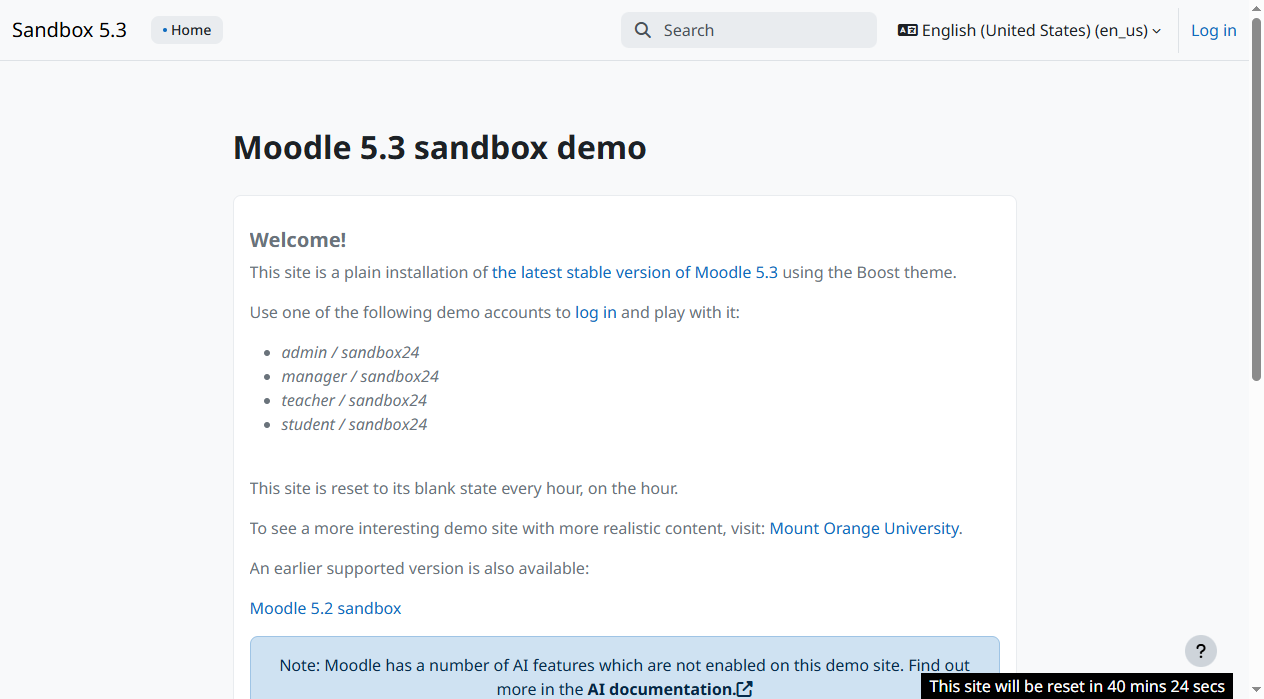 Sandbox 5.3
Home
Search
English (United States) (en_us)
Log in
Moodle 5.3 sandbox demo
Welcome!
This site is a plain installation of the latest stable version of Moodle 5.3 using the Boost theme.
Use one of the following demo accounts to log in and play with it:
admin / sandbox24
manager / sandbox24
teacher / sandbox24
student / sandbox24
This site is reset to its blank state every hour, on the hour.
To see a more interesting demo site with more realistic content, visit: Mount Orange University.
An earlier supported version is also available:
Moodle 5.2 sandbox
Note: Moodle has a number of AI features which are not enabled on this demo site. Find out
more in the AI documentation.
?
This site will be reset in 40 mins 24 secs